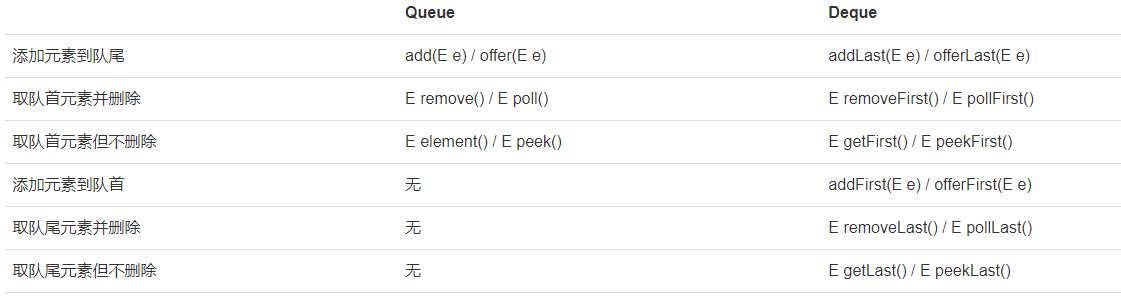 Queue Deque
添加元素到队尾 add(E e) / offer(E e) addLast(E e) / offerLast(E e)
取队首元素并删除 E remove() / E poll() E removeFirst() / E pollFirst()
取队首元素但不删除 E element() / E peek() E getFirst() / E peekFirst()
添加元素到队首 无 addFirst(E e) / offerFirst(E e)
取队尾元素并删除 无 E removeLast() / E pollLast()
取队尾元素但不删除 无 E getLast() / E peekLast()